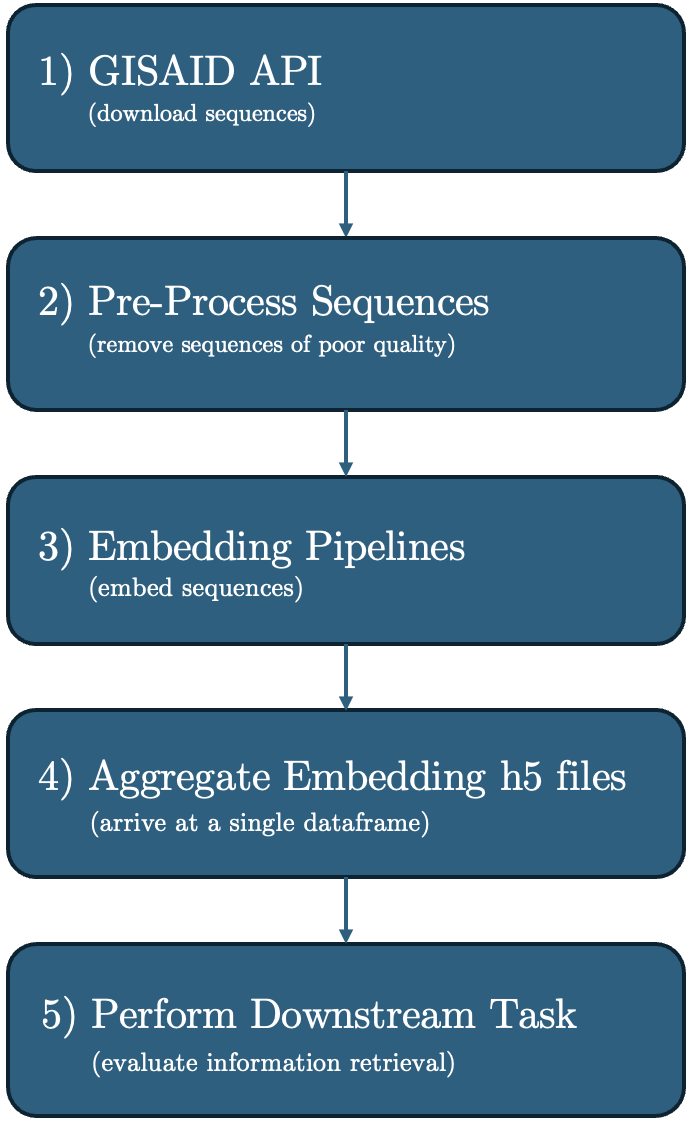 1) GISAID API
(download sequences)
2) Pre-Process Sequences
(remove sequences of poor quality)
3) Embedding Pipelines
(embed sequences)
4) Aggregate Embedding h5 files
(arrive at a single dataframe)
5) Perform Downstream Task
(evaluate information retrieval)